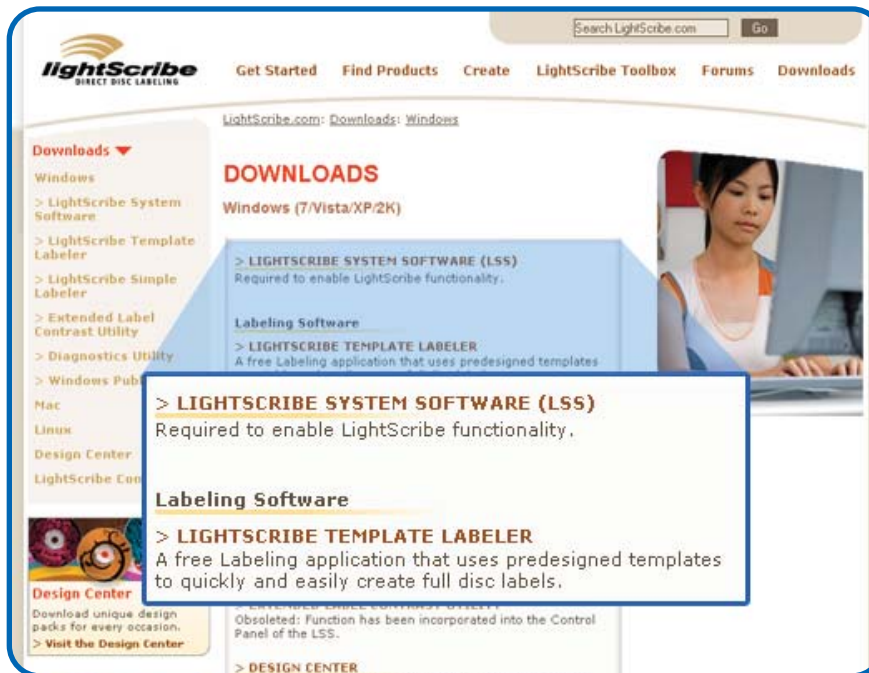 Search LightScribe.com Go
lightScribe
DIRECT DISC LABELING
Get Started Find Products Create LightScribe Toolbox Forums Downloads
LightScribe.com: Downloads: Windows
Downloads
Windows
> LightScribe System
Software
> LightScribe Template
Labeler
> LightScribe Simple
Labeler
> Extended Label
Contrast Utility
> Diagnostics Utility
> Windows
Mac
Linux
Design Center
LightScribe
DOWNLOADS
Windows (7/Vista/XP/2K)
> LIGHTSCRIBE SYSTEM SOFTWARE (LSS)
Required to enable LightScribe functionality.
Labeling Software
> LIGHTSCRIBE TEMPLATE LABELER
A free Labeling application that uses predesigned templates
> LIGHTSCRIBE SYSTEM SOFTWARE (LSS)
Required to enable LightScribe functionality.
Labeling Software
> LIGHTSCRIBE TEMPLATE LABELER
A free Labeling application that uses predesigned templates
to quickly and easily create full disc labels.
Design Center
Download unique design
packs for every occasion.
> Visit the Design Center
> EXTENDED LABEL CONTRAST UTILITY
Obsoleted: Function has been incorporated into the Control
Panel of the LSS.
> DESIGN CENTER